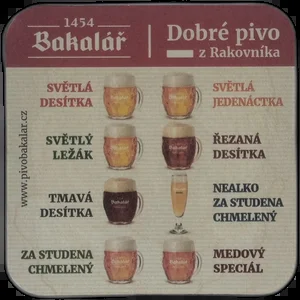 1454
Bakalář
Dobré pivo
z Rakovníka
SVĚTLÁ
DESÍTKA
SVĚTLÁ
JEDENÁCTKA
SVĚTLÝ
LEŽÁK
ŘEZANÁ
DESÍTKA
TMAVÁ
DESÍTKA
NEALKO
ZA STUDENA
CHMELENÝ
ZA STUDENA
CHMELENÝ
MEDOVÝ
SPECIÁL
www.pivobakalar.cz